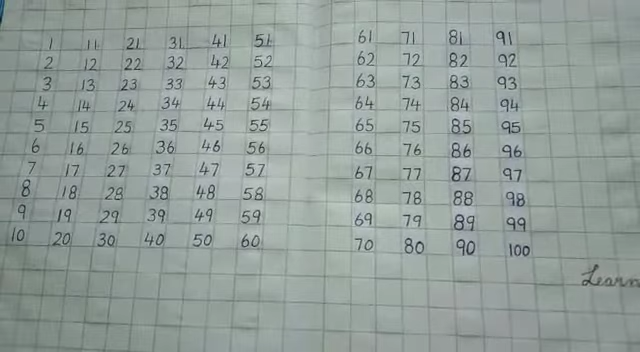 1 11 21 31 41 51 61 71 81 91
2 12 22 32 42 52 62 72 82 92
3 13 23 33 43 53 63 73 83 93
4 14 24 34 44 54 64 74 84 94
5 15 25 35 45 55 65 75 85 95
6 16 26 36 46 56 66 76 86 96
7 17 27 37 47 57 67 77 87 97
8 18 28 38 48 58 68 78 88 98
9 19 29 39 49 59 69 79 89 99
10 20 30 40 50 60 70 80 90 100
Learn